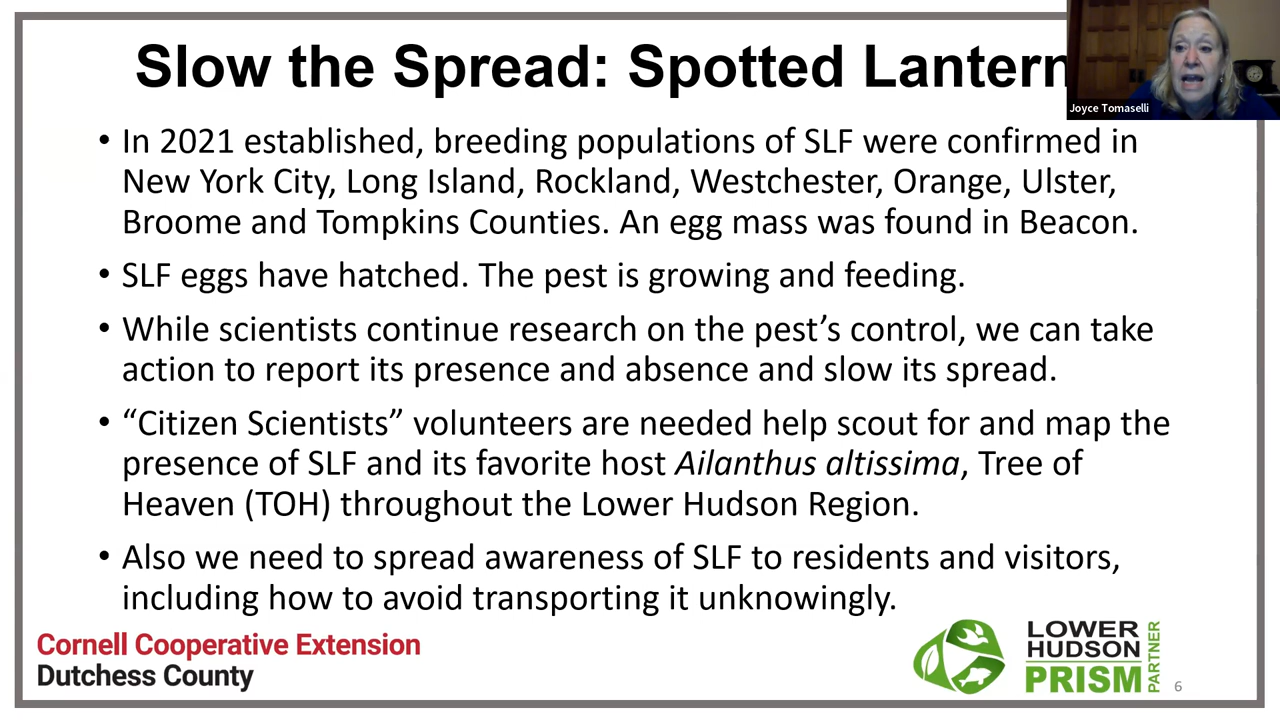 Slow the Spread: Spotted Lantern
Joyce Tomaselli
• In 2021 established, breeding populations of SLF were confirmed in
New York City, Long Island, Rockland, Westchester, Orange, Ulster,
Broome and Tompkins Counties. An egg mass was found in Beacon.
• SLF eggs have hatched. The pest is growing and feeding.
• While scientists continue research on the pest’s control, we can take
action to report its presence and absence and slow its spread.
• “Citizen Scientists” volunteers are needed help scout for and map the
presence of SLF and its favorite host Ailanthus altissima, Tree of
Heaven (TOH) throughout the Lower Hudson Region.
• Also we need to spread awareness of SLF to residents and visitors,
including how to avoid transporting it unknowingly.
Cornell Cooperative Extension
Dutchess County
LOWER
HUDSON
PRISM
PARTNER
6